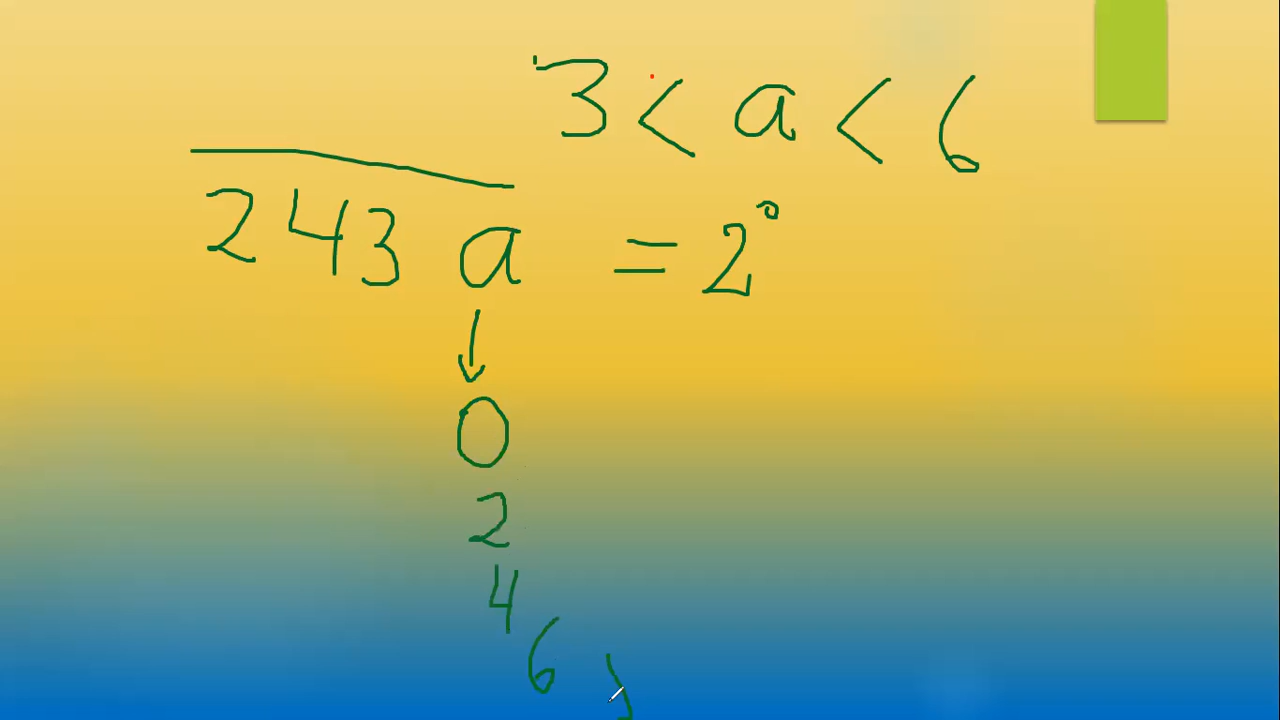 3 < a < 6
243a = 2°
↓
0
2
4
6